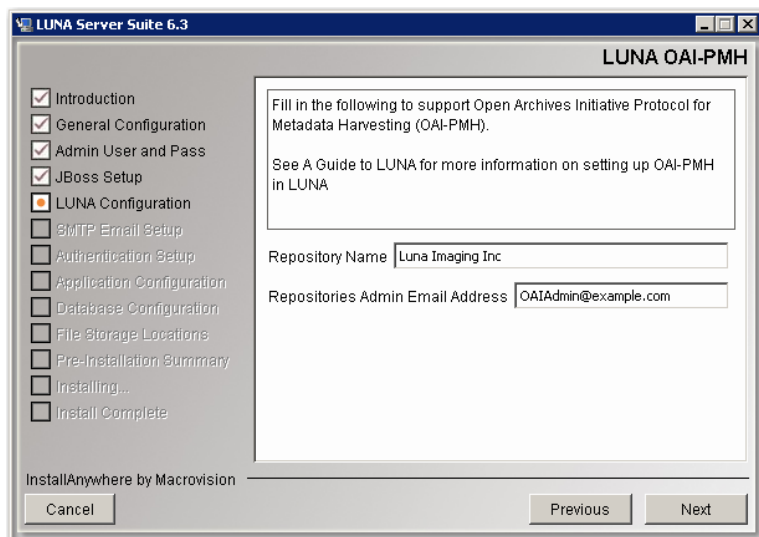 LUNA Server Suite 6.3
LUNA OAI-PMH
Introduction
General Configuration
Admin User and Pass
JBoss Setup
LUNA Configuration
SMTP Email Setup
Authentication Setup
Application Configuration
Database Configuration
File Storage Locations
Pre-Installation Summary
Installing...
Install Complete
Fill in the following to support Open Archives Initiative Protocol for
Metadata Harvesting (OAI-PMH).
See A Guide to LUNA for more information on setting up OAI-PMH
in LUNA
Repository Name Luna Imaging Inc
Repositories Admin Email Address OAIAdmin@example.com
InstallAnywhere by Macrovision
Cancel Previous Next